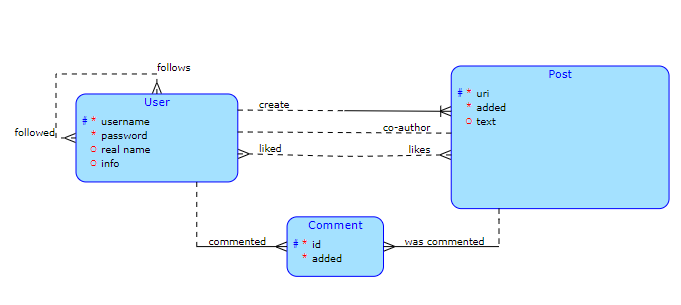 follows
followed
User
# * username
* password
o real name
o info
create
co-author
liked
likes
Post
# * uri
* added
o text
commented
was commented
Comment
# * id
* added